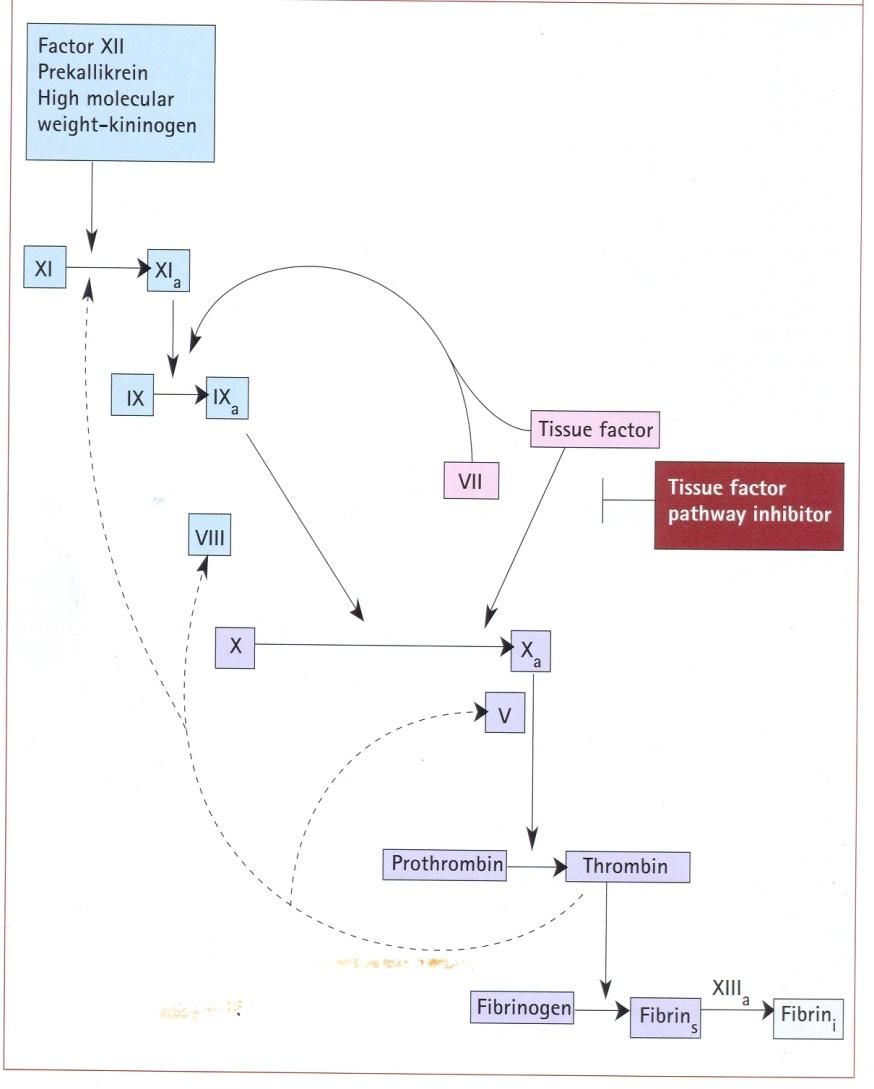 Factor XII
Prekallikrein
High molecular
weight-kininogen
XI
XIa
IX
IXa
Tissue factor
VII
Tissue factor
pathway inhibitor
VIII
X
Xa
V
Prothrombin
Thrombin
XIIIa
Fibrinogen
Fibrins
Fibrini